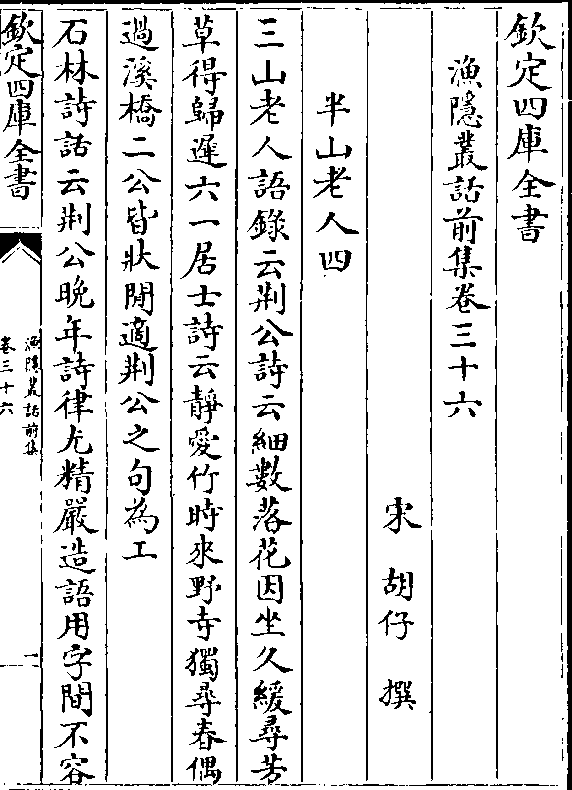 欽定四庫全書
漁隱叢話前集卷三十六
宋 胡仔 撰
半山老人四
三山老人語錄云荆公詩云細數落花因坐久緩尋芳
草得歸遲六一居士詩云靜愛竹時來野寺獨尋春偶
過溪橋二公皆狀閒適荆公之句為工
石林詩話云荆公晚年詩律尤精嚴造語用字間不容
欽定四庫全書
漁隱叢話前集
卷三十六
一